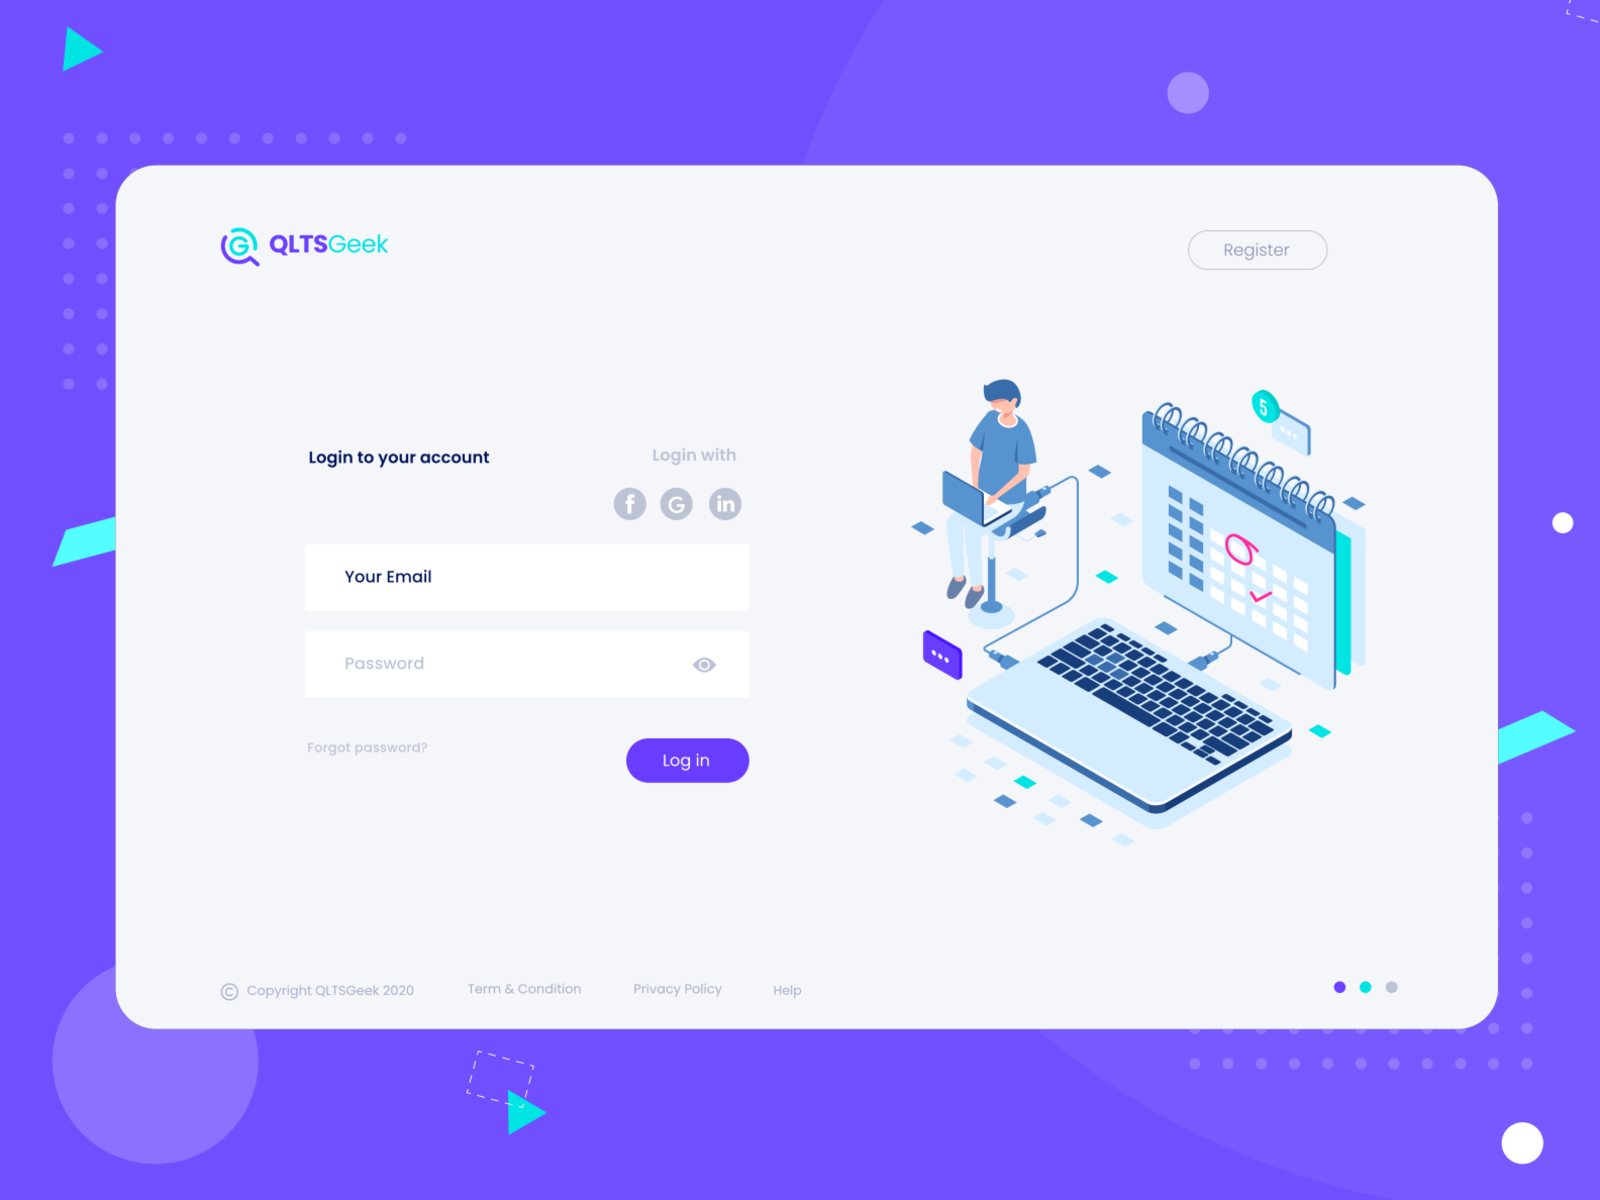 QLTSGeek
Register
Login to your account
Login with
f G in
Your Email
Password
Forgot password?
Log in
5
© Copyright QLTSGeek 2020
Term & Condition
Privacy Policy
Help